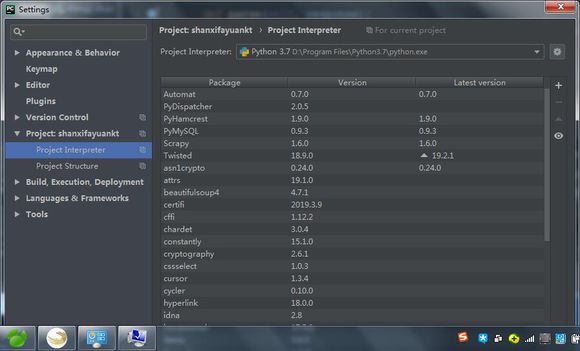 Settings
Project: shanxifayuankt › Project Interpreter For current project
Appearance & Behavior
Keymap
Editor
Plugins
Version Control
Project: shanxifayuankt
Project Interpreter
Project Structure
Build, Execution, Deployment
Languages & Frameworks
Tools
Project Interpreter: Python 3.7 D:\Program Files\Python3.7\python.exe
Package Version Latest version
Automat 0.7.0 0.7.0
PyDispatcher 2.0.5
PyHamcrest 1.9.0 1.9.0
PyMySQL 0.9.3 0.9.3
Scrapy 1.6.0 1.6.0
Twisted 18.9.0 19.2.1
asn1crypto 0.24.0 0.24.0
attrs 19.1.0
beautifulsoup4 4.7.1
certifi 2019.3.9
cffi 1.12.2
chardet 3.0.4
constantly 15.1.0
cryptography 2.6.1
cssselect 1.0.3
cursor 1.3.4
cycler 0.10.0
hyperlink 18.0.0
idna 2.8